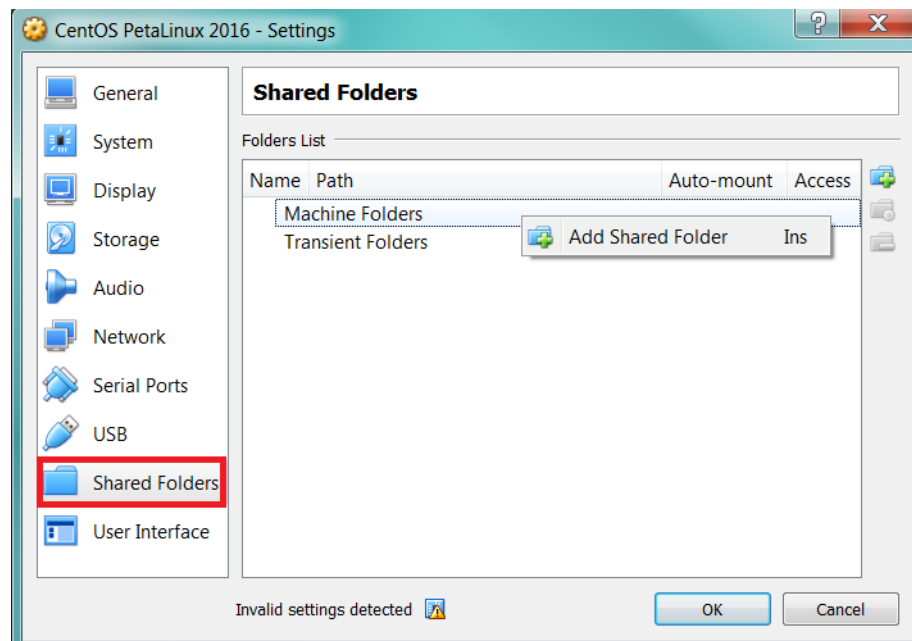 CentOS PetaLinux 2016 - Settings
General
System
Display
Storage
Audio
Network
Serial Ports
USB
Shared Folders
User Interface
Shared Folders
Folders List
Name Path Auto-mount Access
Machine Folders
Transient Folders
Add Shared Folder Ins
Invalid settings detected
OK Cancel